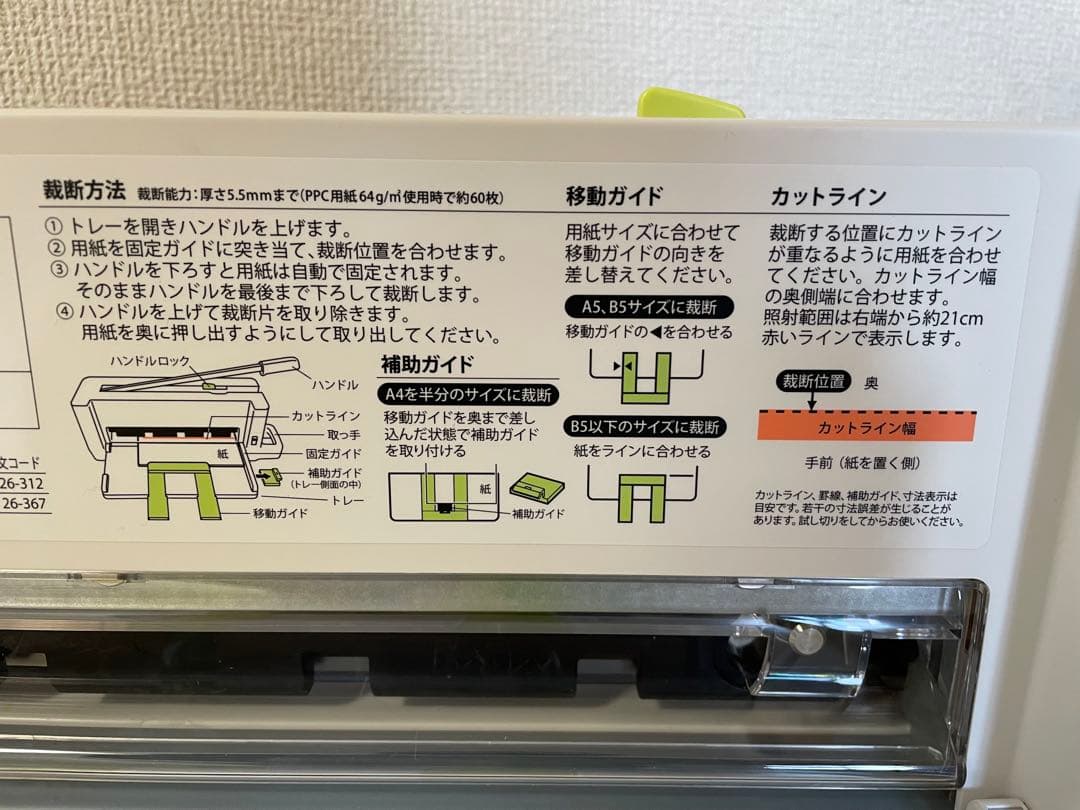 裁断方法 裁断能力:厚さ5.5mmまで(PPC用紙64g/㎡使用時で約60枚)
① トレーを開きハンドルを上げます。
② 用紙を固定ガイドに突き当て、裁断位置を合わせます。
③ ハンドルを下ろすと用紙は自動で固定されます。
そのままハンドルを最後まで下ろして裁断します。
④ ハンドルを上げて裁断片を取り除きます。
用紙を奥に押し出すようにして取り出してください。
ハンドルロック
ハンドル
カットライン
取っ手
固定ガイド
紙
補助ガイド
(トレー側面の中)
トレー
移動ガイド
補助ガイド
A4を半分のサイズに裁断
移動ガイドを奥まで差し
込んだ状態で補助ガイド
を取り付ける
紙
補助ガイド
移動ガイド
用紙サイズに合わせて
移動ガイドの向きを
差し替えてください。
A5、B5サイズに裁断
移動ガイドの◀を合わせる
B5以下のサイズに裁断
紙をラインに合わせる
カットライン
裁断する位置にカットライン
が重なるように用紙を合わせ
てください。カットライン幅
の奥側端に合わせます。
照射範囲は右端から約21cm
赤いラインで表示します。
裁断位置 奥
カットライン幅
手前(紙を置く側)
カットライン、罫線、補助ガイド、寸法表示は
目安です。若干の寸法誤差が生じることが
あります。試し切りをしてからお使いください。
文コード
26-312
26-367